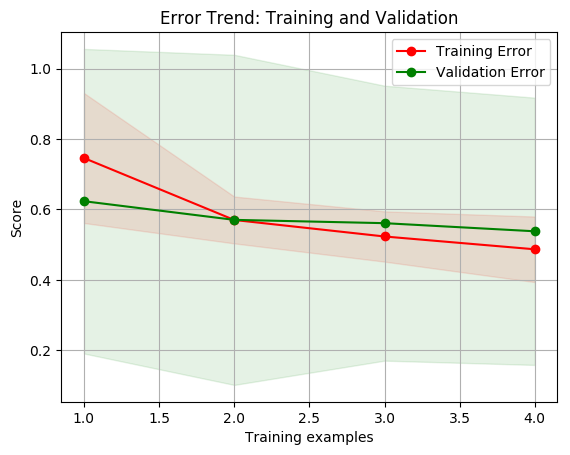 Error Trend: Training and Validation
Training Error
Validation Error
Score
1.0
0.8
0.6
0.4
0.2
1.0 1.5 2.0 2.5 3.0 3.5 4.0
Training examples